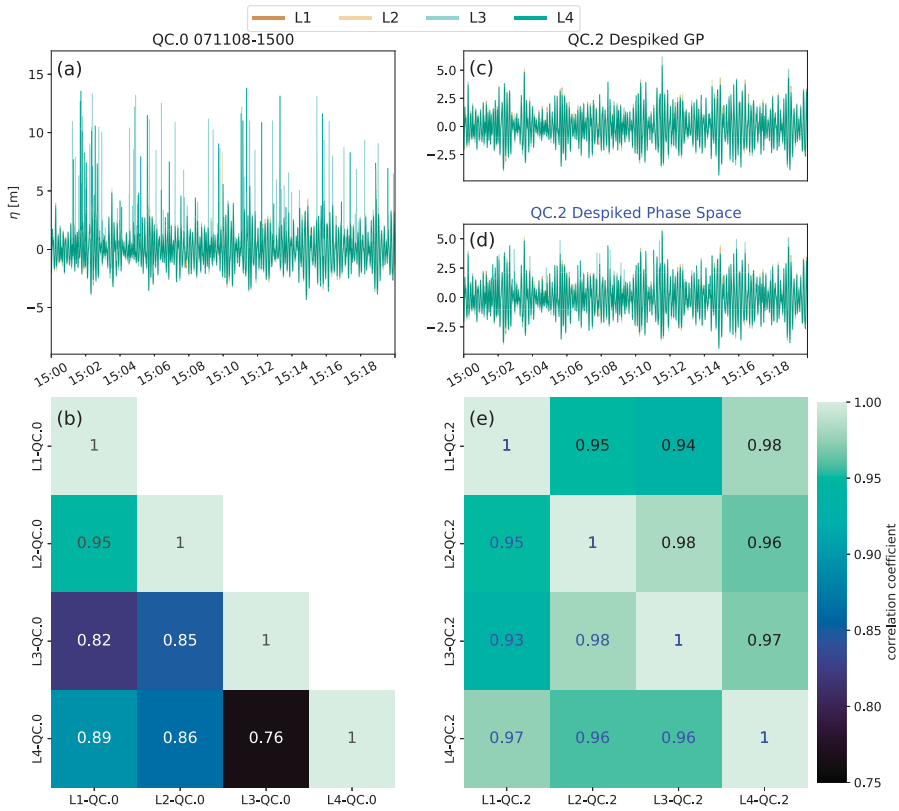 L1 L2 L3 L4
QC.0 071108-1500
(a)
η [m]
15
10
5
0
−5
15:00 15:02 15:04 15:06 15:08 15:10 15:12 15:14 15:16 15:18
QC.2 Despiked GP
(c)
5.0
2.5
0.0
−2.5
QC.2 Despiked Phase Space
(d)
5.0
2.5
0.0
−2.5
15:00 15:02 15:04 15:06 15:08 15:10 15:12 15:14 15:16 15:18
(b)
L1-QC.0
1
L2-QC.0
0.95 1
L3-QC.0
0.82 0.85 1
L4-QC.0
0.89 0.86 0.76 1
L1-QC.0 L2-QC.0 L3-QC.0 L4-QC.0
(e)
L1-QC.2
1 0.95 0.94 0.98
L2-QC.2
0.95 1 0.98 0.96
L3-QC.2
0.93 0.98 1 0.97
L4-QC.2
0.97 0.96 0.96 1
L1-QC.2 L2-QC.2 L3-QC.2 L4-QC.2
1.00
0.95
0.90
0.85
0.80
0.75
correlation coefficient